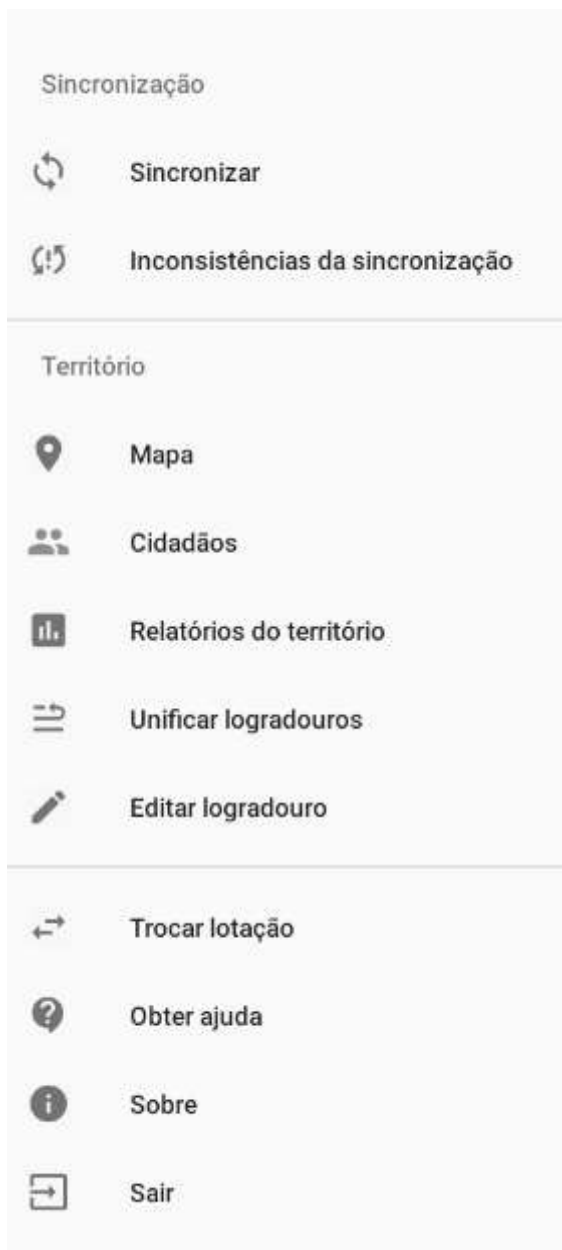 Sincronização
Sincronizar
Inconsistências da sincronização
Território
Mapa
Cidadãos
Relatórios do território
Unificar logradouros
Editar logradouro
Trocar lotação
Obter ajuda
Sobre
Sair